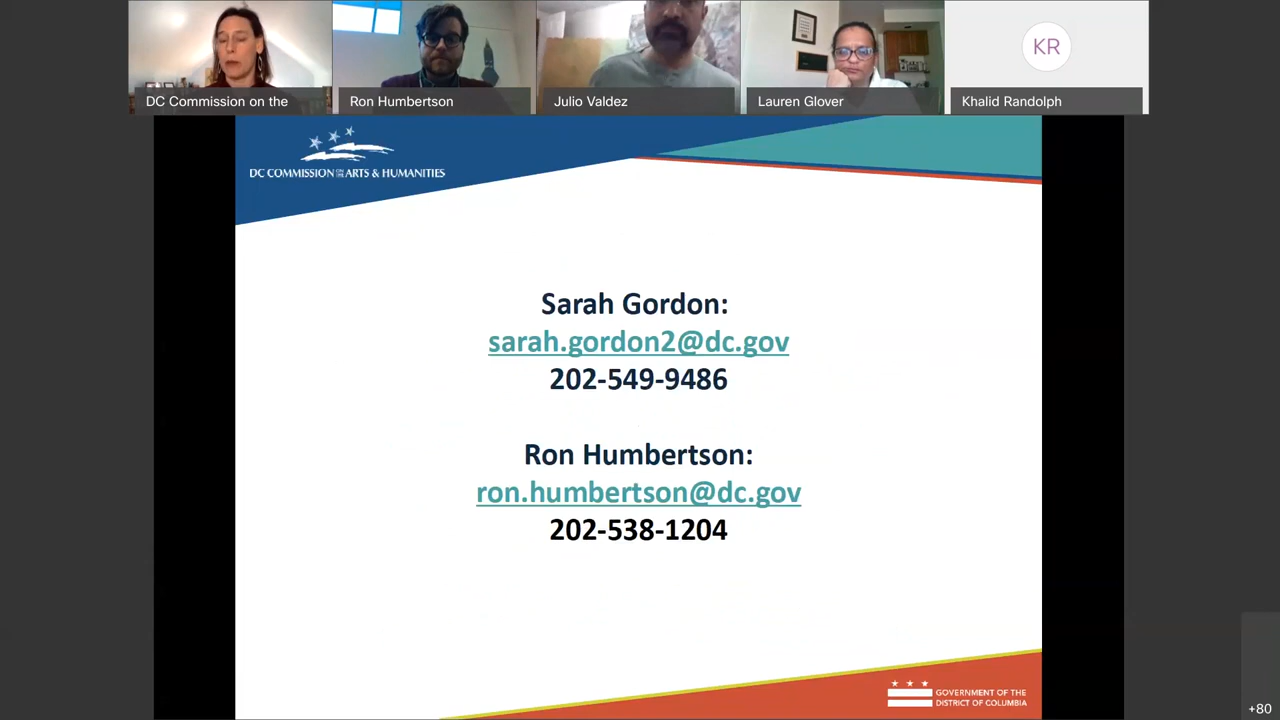 DC Commission on the
Ron Humbertson
Julio Valdez
Lauren Glover
KR
Khalid Randolph
DC COMMISSION ON THE ARTS & HUMANITIES
Sarah Gordon:
sarah.gordon2@dc.gov
202-549-9486
Ron Humbertson:
ron.humbertson@dc.gov
202-538-1204
GOVERNMENT OF THE
DISTRICT OF COLUMBIA
+80